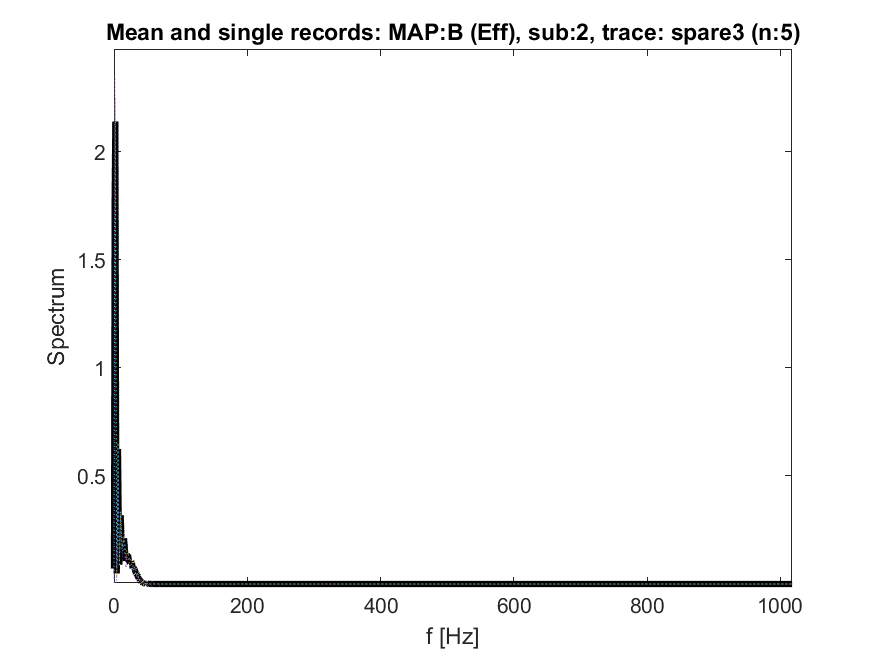 Mean and single records: MAP:B (Eff), sub:2, trace: spare3 (n:5)
2
1.5
1
0.5
Spectrum
0 200 400 600 800 1000
f [Hz]